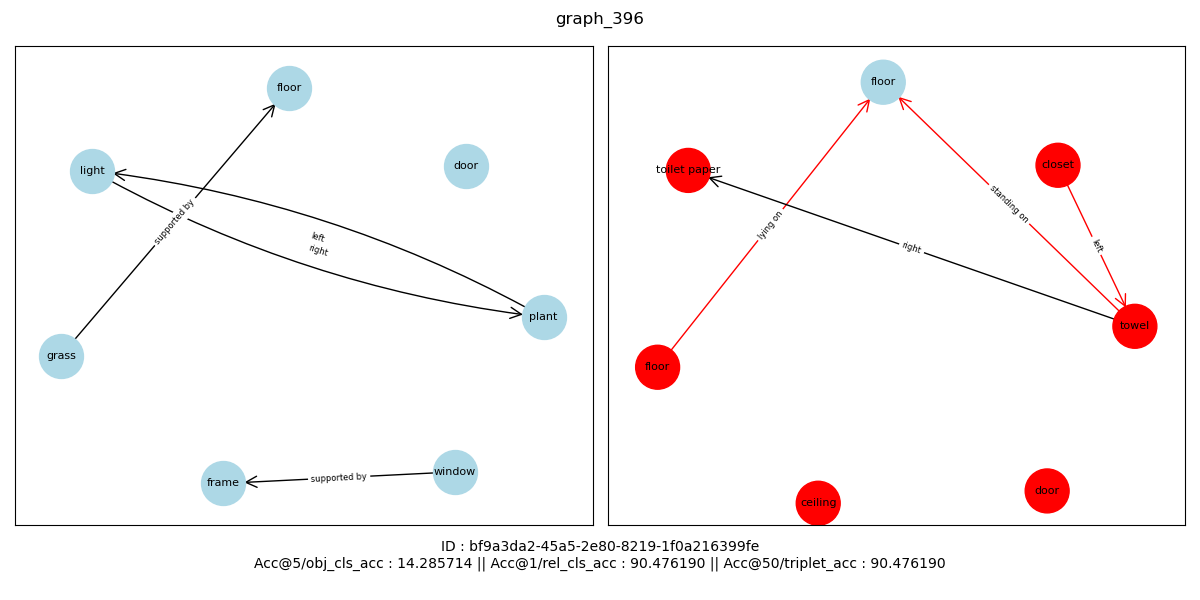 graph_396
floor
light
door
supported by
left
right
plant
grass
frame
supported by
window
floor
toilet paper
closet
standing on
lying on
right
left
towel
floor
ceiling
door
ID : bf9a3da2-45a5-2e80-8219-1f0a216399fe
Acc@5/obj_cls_acc : 14.285714 || Acc@1/rel_cls_acc : 90.476190 || Acc@50/triplet_acc : 90.476190